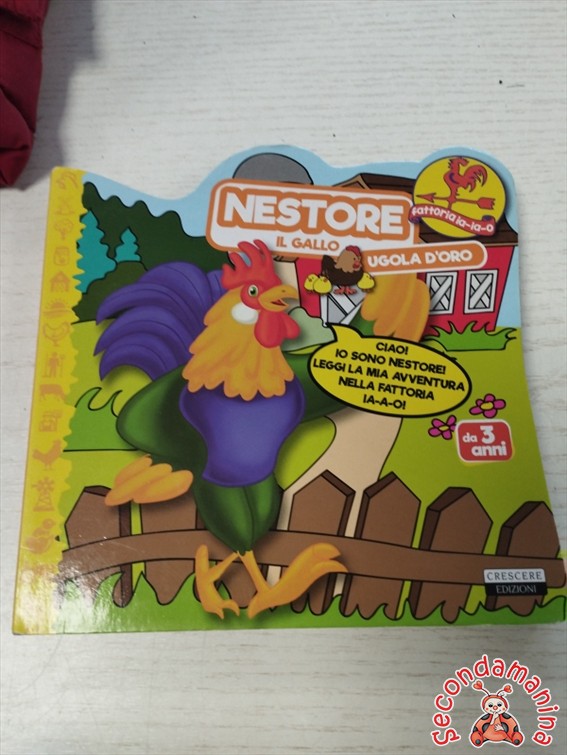 NESTORE
IL GALLO
UGOLA D'ORO
fattoria ia-ia-o
CIAO!
IO SONO NESTORE!
LEGGI LA MIA AVVENTURA
NELLA FATTORIA
IA-A-O!
da 3
anni
CRESCERE
EDIZIONI
Secondamanina